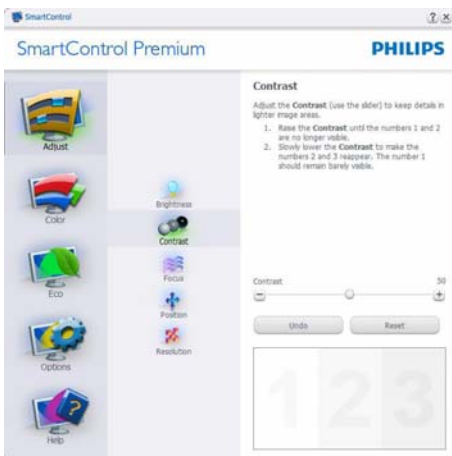 SmartControl
SmartControl Premium
PHILIPS
Adjust
Color
Eco
Options
Help
Brightness
Contrast
Focus
Position
Resolution
Contrast
Adjust the Contrast (use the slider) to keep details in
lighter image areas.
1. Raise the Contrast until the numbers 1 and 2
are no longer visible.
2. Slowly lower the Contrast to make the
numbers 2 and 3 reappear. The number 1
should remain barely visible.
Contrast 50
Undo Reset
1 2 3